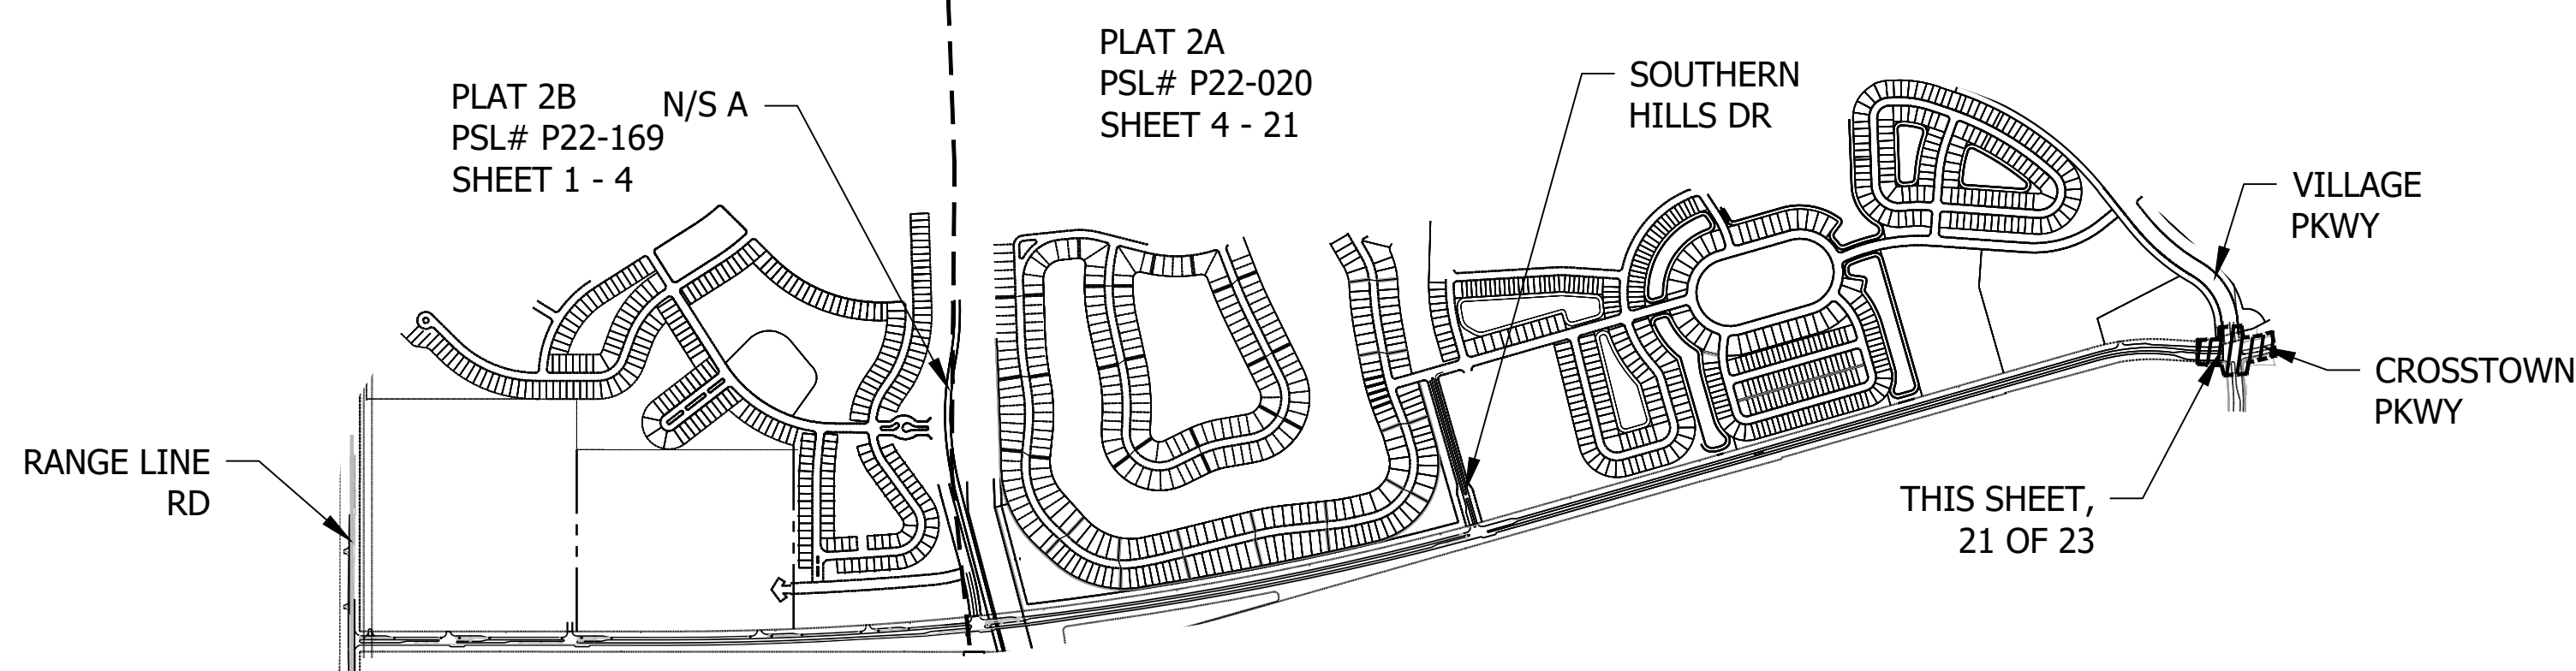 PLAT 2B
PSL# P22-169
SHEET 1 - 4
N/S A
PLAT 2A
PSL# P22-020
SHEET 4 - 21
SOUTHERN
HILLS DR
VILLAGE
PKWY
CROSSTOWN
PKWY
RANGE LINE
RD
THIS SHEET,
21 OF 23